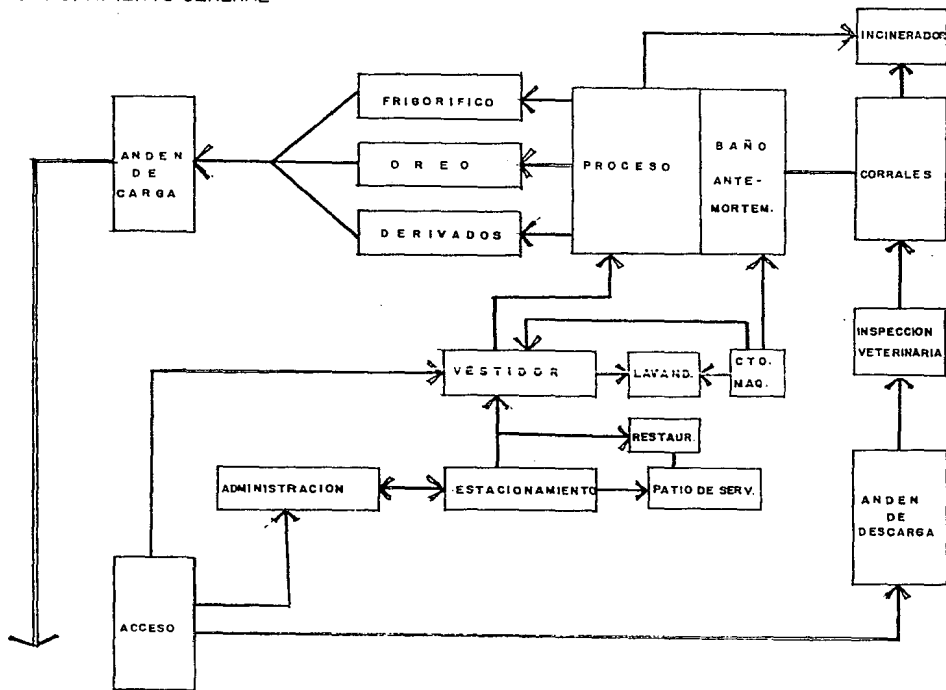 INCINERADOR
FRIGORIFICO
ANDEN
DE
CARGA
OREO
PROCESO
BAÑO
ANTE-
MORTEM.
CORRALES
DERIVADOS
INSPECCION
VETERINARIA
VESTIDOR
LAVAND.
CTO.
MAQ.
RESTAUR.
ADMINISTRACION
ESTACIONAMIENTO
PATIO DE SERV.
ANDEN
DE
DESCARGA
ACCESO